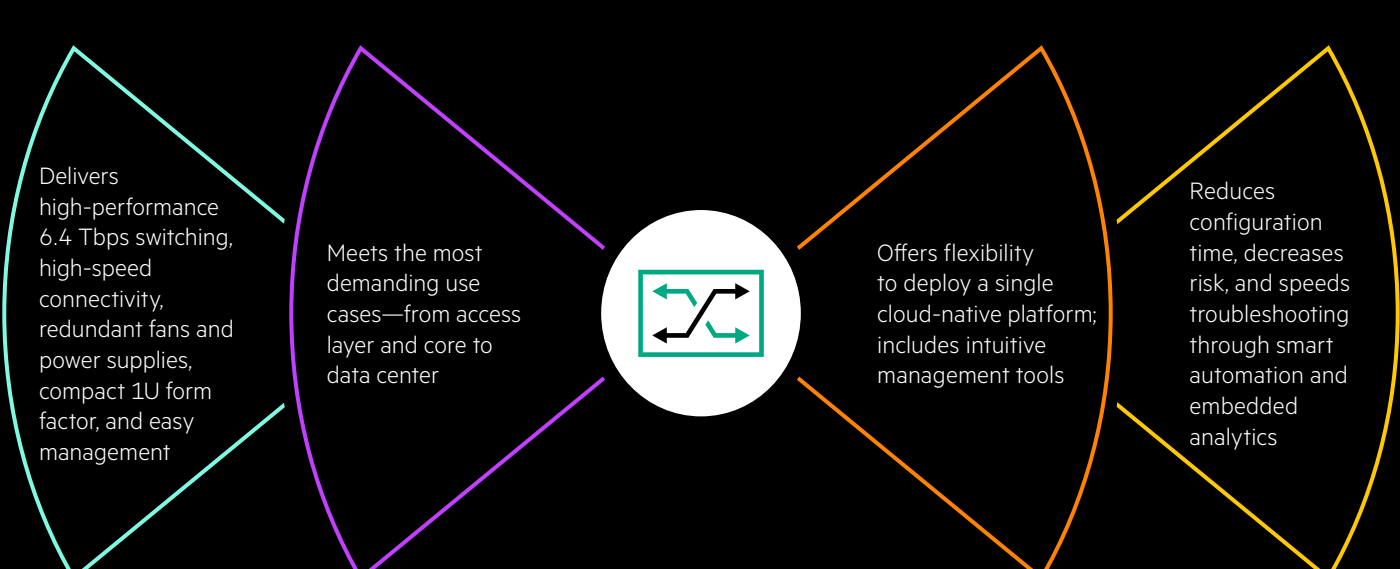 Delivers
high-performance
6.4 Tbps switching,
high-speed
connectivity,
redundant fans and
power supplies,
compact 1U form
factor, and easy
management
Meets the most
demanding use
cases—from access
layer and core to
data center
Offers flexibility
to deploy a single
cloud-native platform;
includes intuitive
management tools
Reduces
configuration
time, decreases
risk, and speeds
troubleshooting
through smart
automation and
embedded
analytics